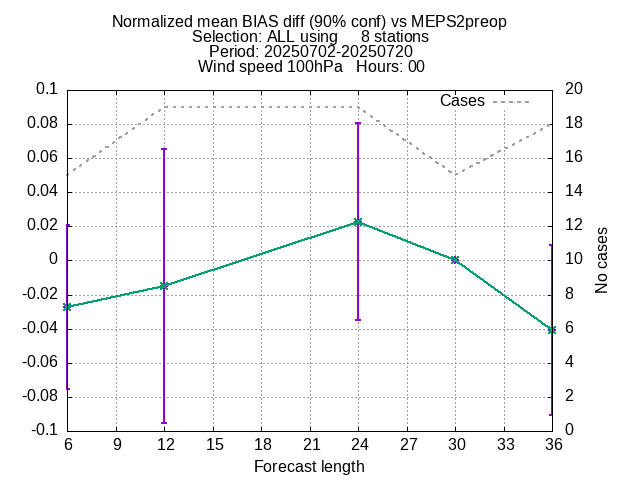 Normalized mean BIAS diff (90% conf) vs MEPS2preop
Selection: ALL using     8 stations
Period: 20250702-20250720
Wind speed 100hPa   Hours: 00
Cases
0.1
0.08
0.06
0.04
0.02
0
-0.02
-0.04
-0.06
-0.08
-0.1
20
18
16
14
12
10
8
6
4
2
0
No cases
6 9 12 15 18 21 24 27 30 33 36
Forecast length